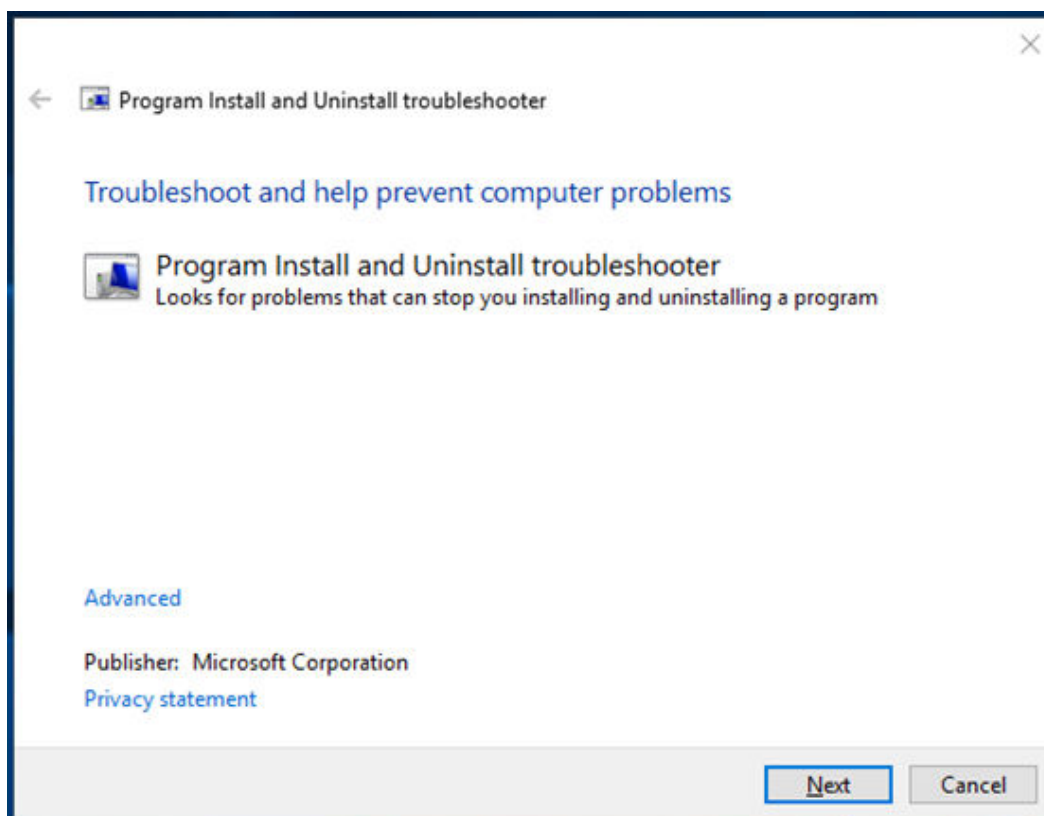 Program Install and Uninstall troubleshooter
Troubleshoot and help prevent computer problems
Program Install and Uninstall troubleshooter
Looks for problems that can stop you installing and uninstalling a program
Advanced
Publisher: Microsoft Corporation
Privacy statement
Next Cancel